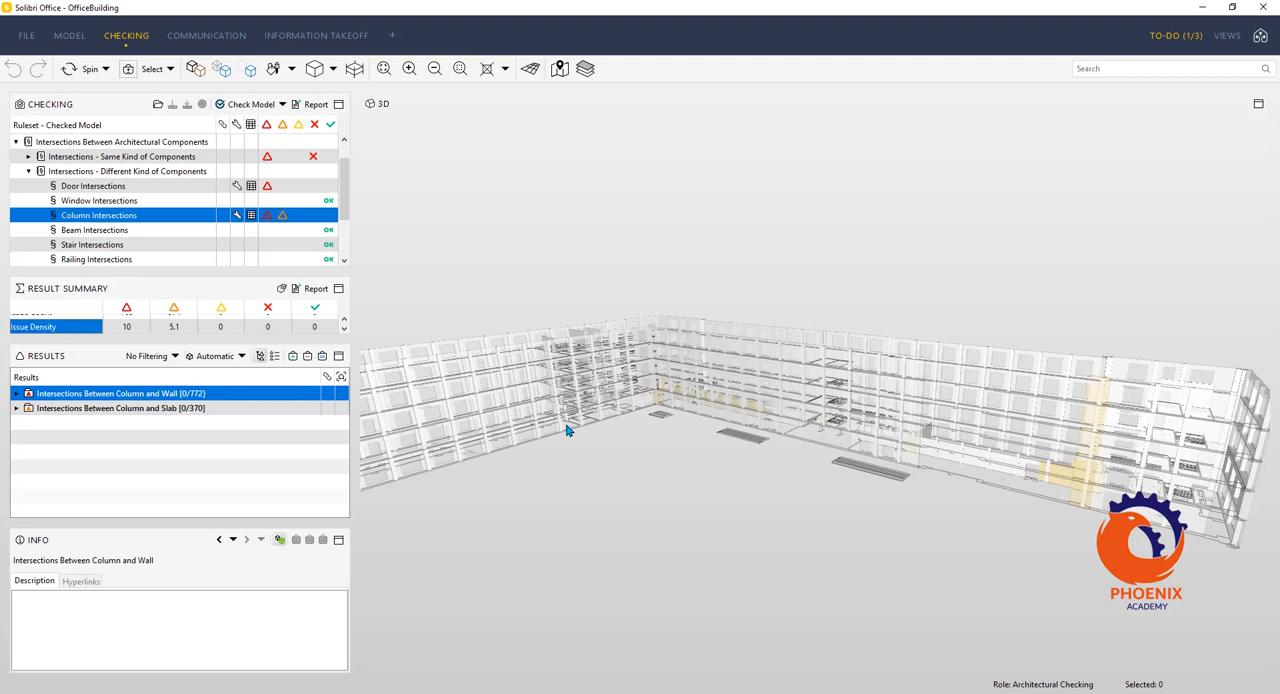 Solibri Office - OfficeBuilding
FILE MODEL CHECKING COMMUNICATION INFORMATION TAKEOFF + TO-DO (1/3) VIEWS
Spin Select Search
CHECKING Check Model Report 3D
Ruleset - Checked Model
§ Intersections Between Architectural Components
§ Intersections - Same Kind of Components
§ Intersections - Different Kind of Components
§ Door Intersections
§ Window Intersections OK
§ Column Intersections
§ Beam Intersections OK
§ Stair Intersections OK
§ Railing Intersections OK
RESULT SUMMARY Report
Issue Density 10 5.1 0 0 0
RESULTS No Filtering Automatic
Results
Intersections Between Column and Wall [0/772]
Intersections Between Column and Slab [0/370]
INFO
Intersections Between Column and Wall
Description Hyperlinks
PHOENIX
ACADEMY
Role: Architectural Checking Selected: 0